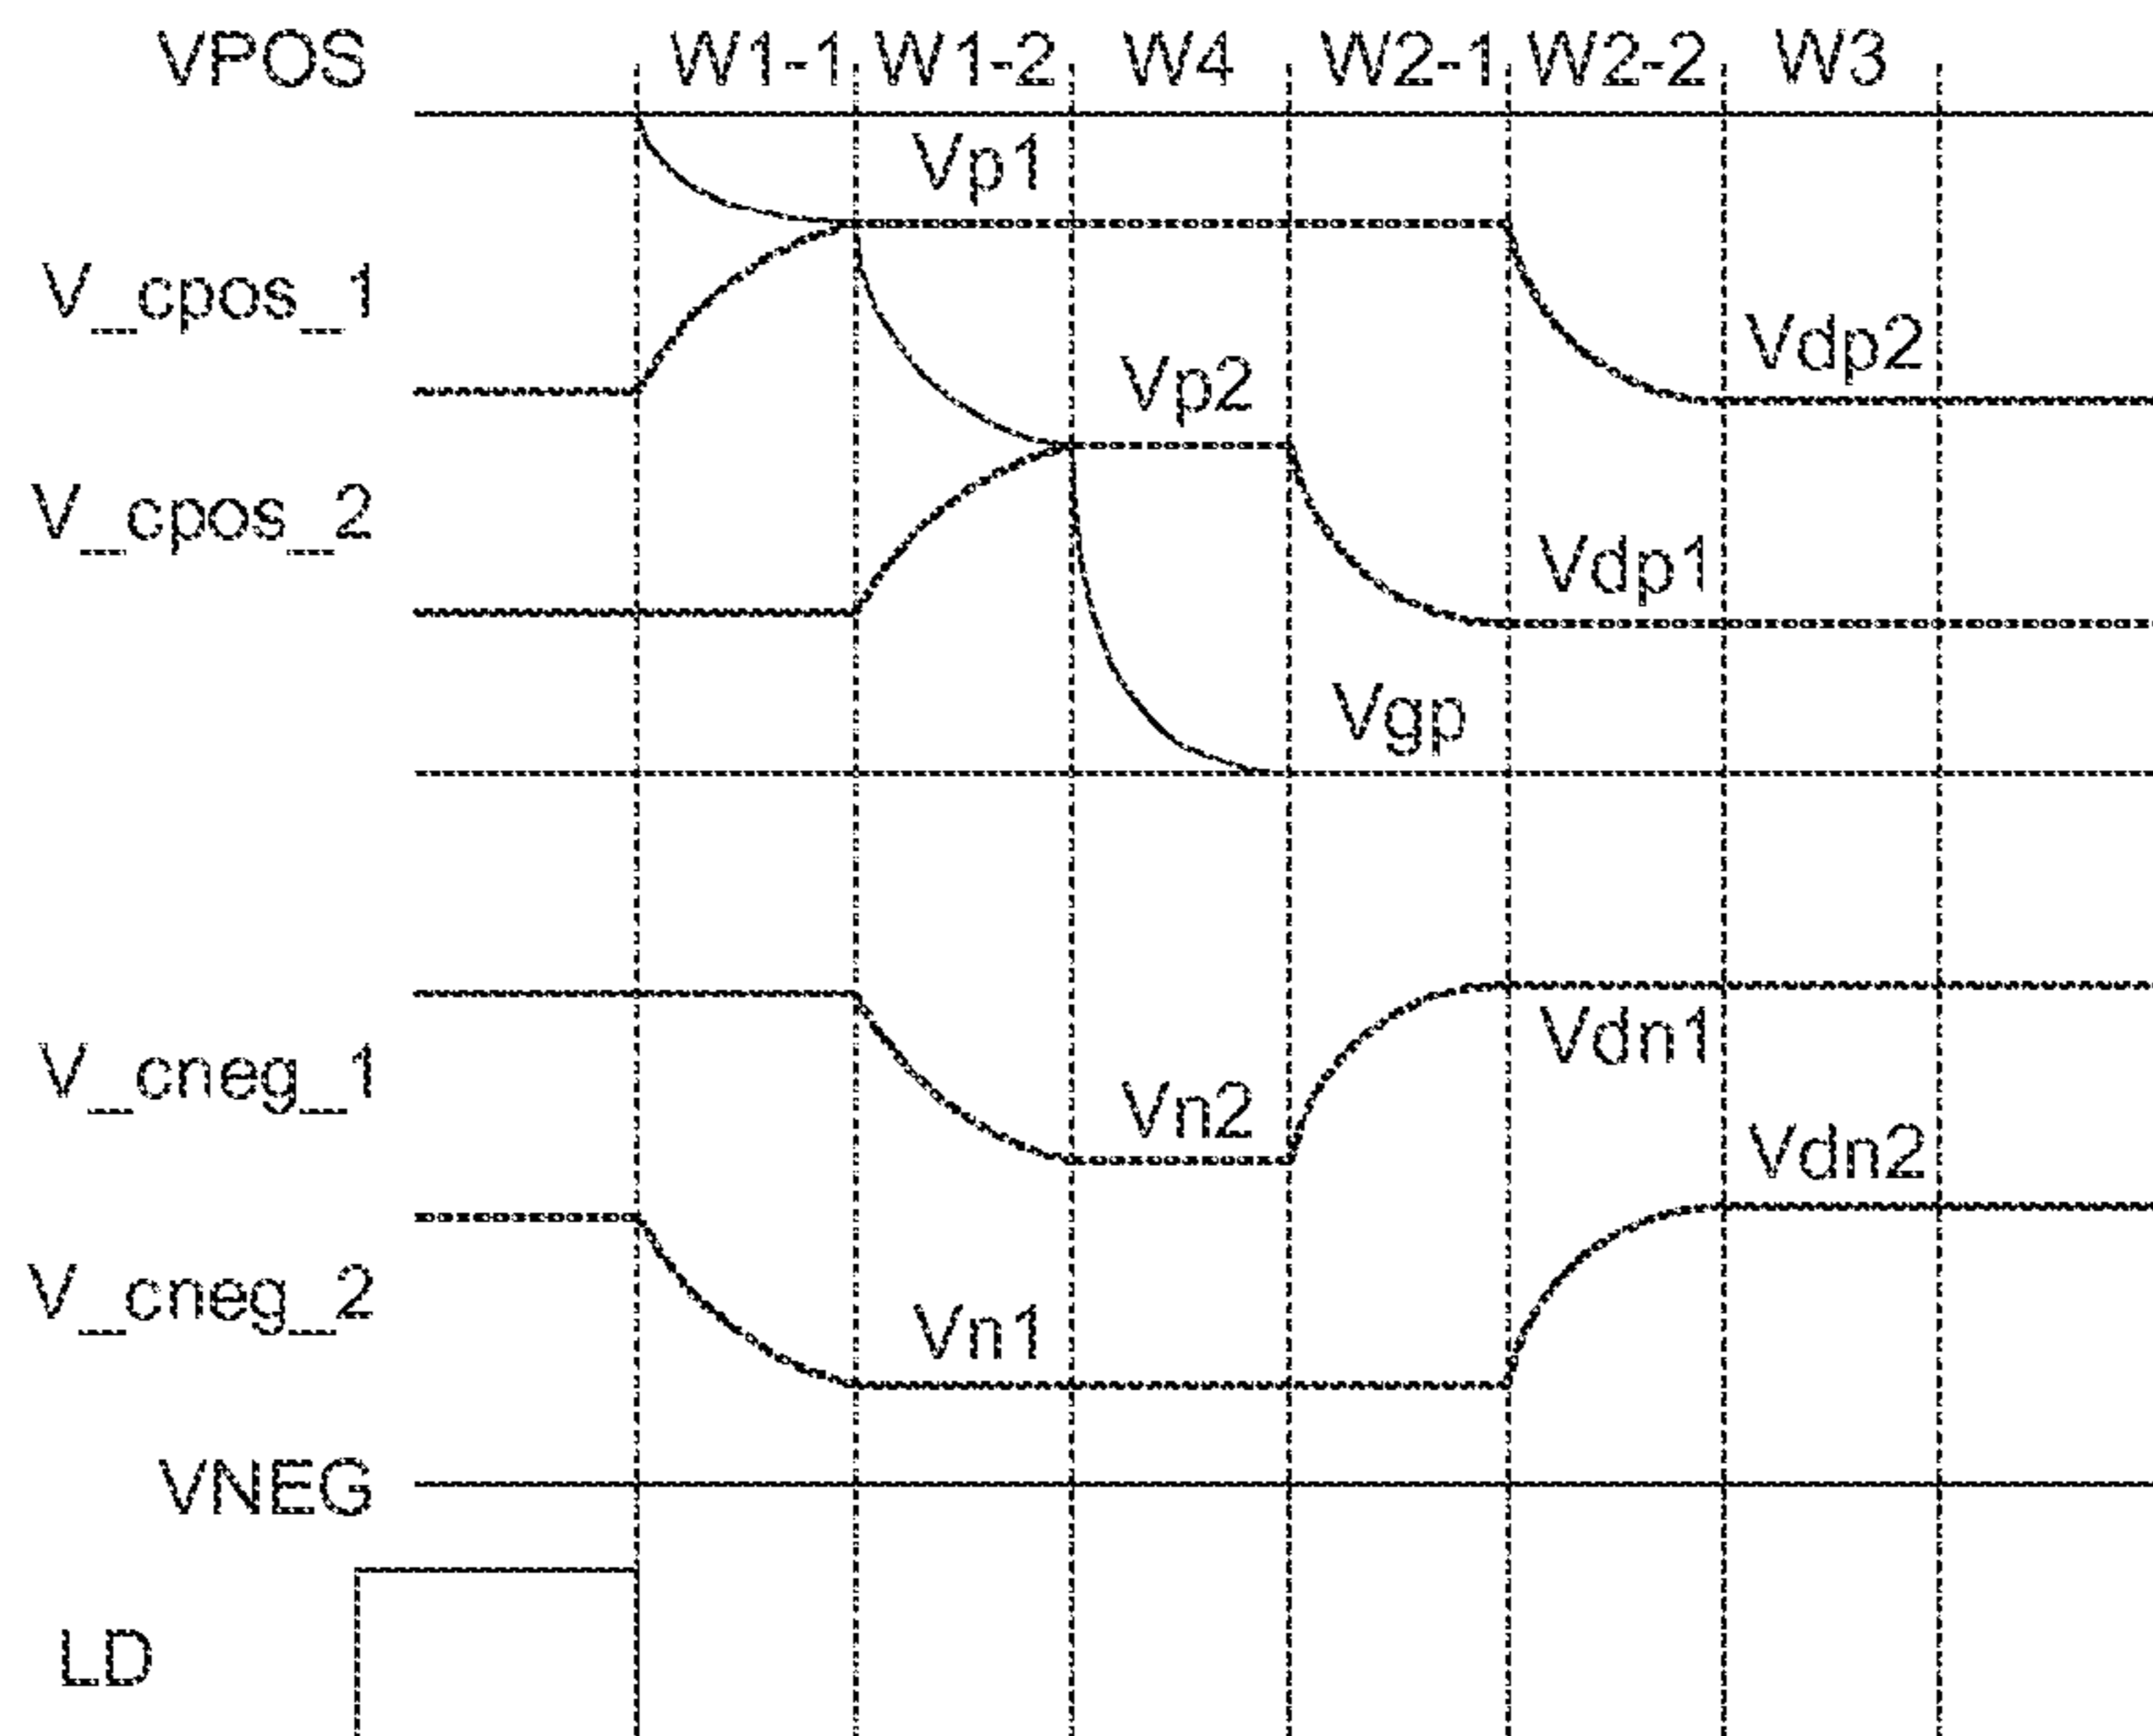 VPOS
W1-1
W1-2
W4
W2-1
W2-2
W3
Vp1
V_cpos_1
Vdp2
Vp2
V_cpos_2
Vdp1
Vgp
Vdn1
V_cneg_1
Vn2
Vdn2
V_cneg_2
Vn1
VNEG
LD